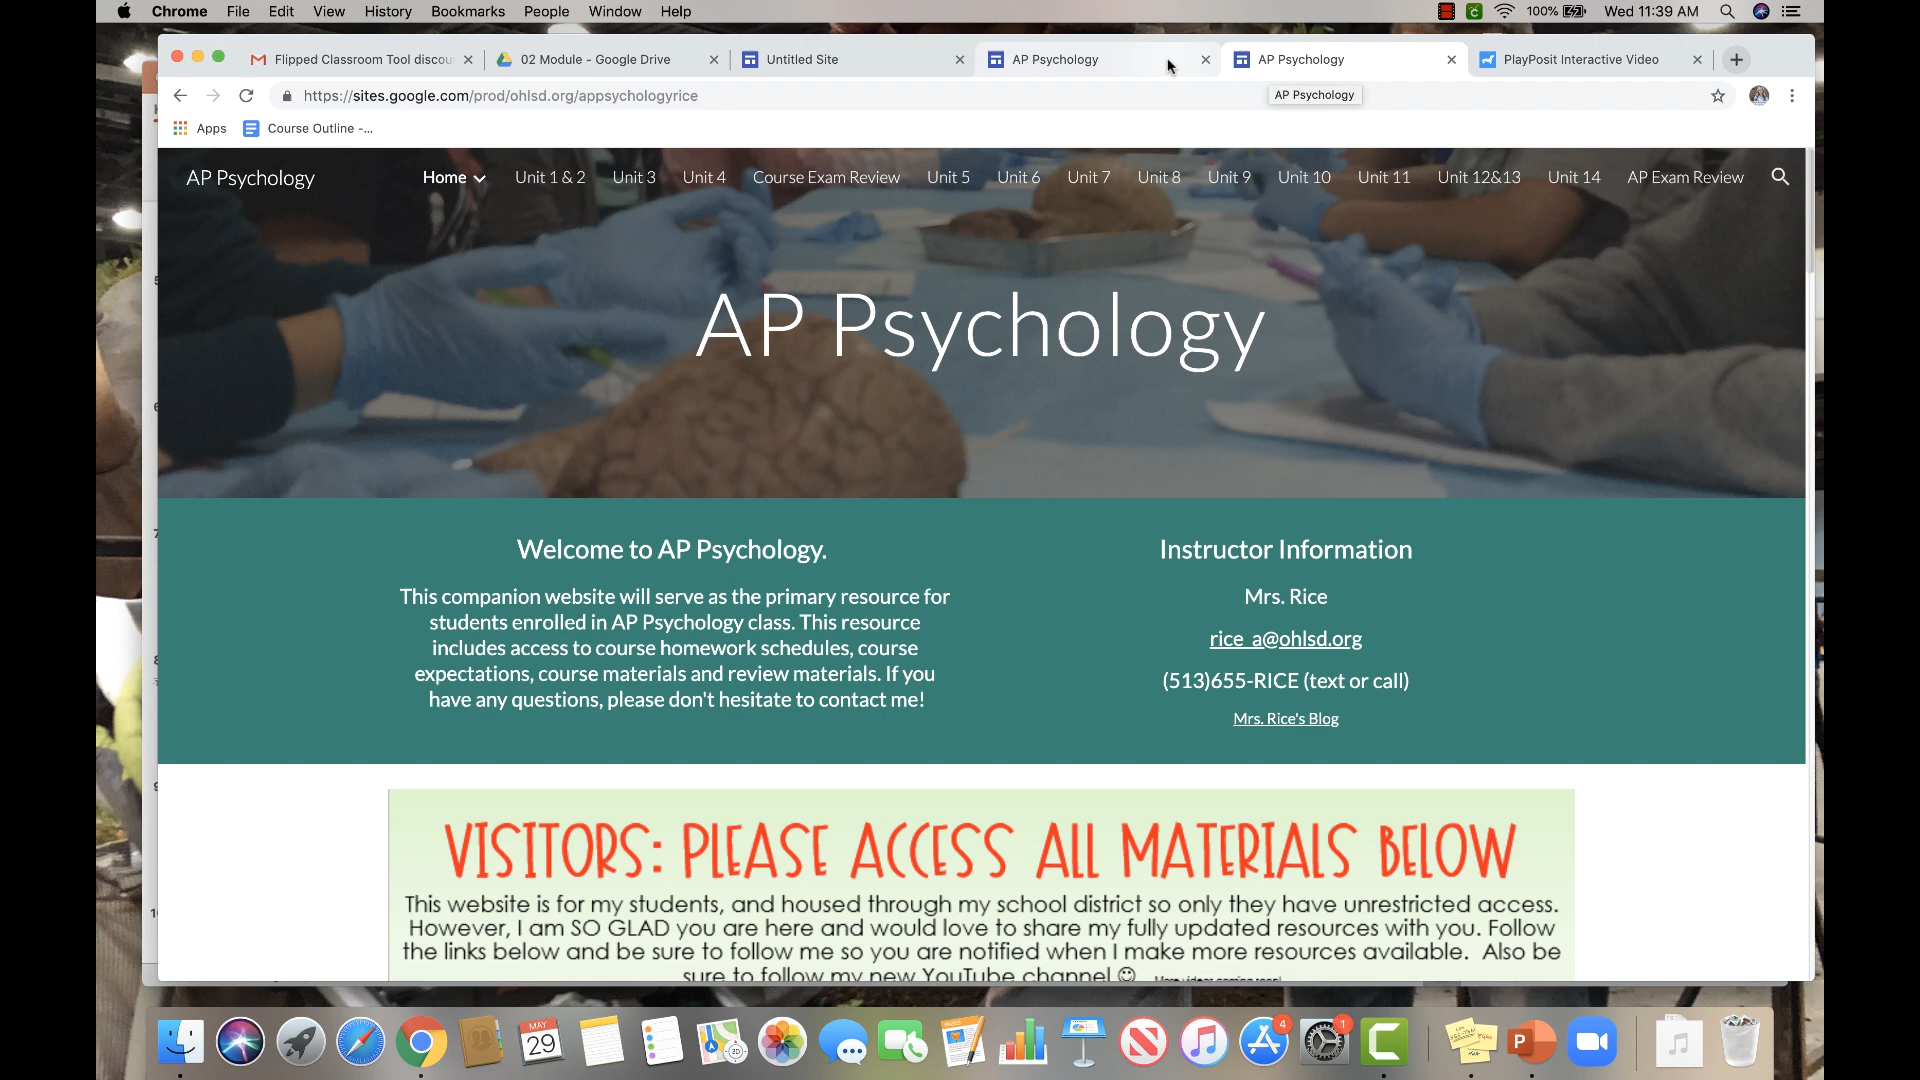 Chrome File Edit View History Bookmarks People Window Help 100% Wed 11:39 AM
Flipped Classroom Tool discou 02 Module - Google Drive Untitled Site AP Psychology AP Psychology PlayPosit Interactive Video
https://sites.google.com/prod/ohlsd.org/appsychologyrice
AP Psychology
Apps Course Outline -...
AP Psychology Home Unit 1 & 2 Unit 3 Unit 4 Course Exam Review Unit 5 Unit 6 Unit 7 Unit 8 Unit 9 Unit 10 Unit 11 Unit 12&13 Unit 14 AP Exam Review
AP Psychology
Welcome to AP Psychology.
This companion website will serve as the primary resource for
students enrolled in AP Psychology class. This resource
includes access to course homework schedules, course
expectations, course materials and review materials. If you
have any questions, please don't hesitate to contact me!
Instructor Information
Mrs. Rice
rice_a@ohlsd.org
(513)655-RICE (text or call)
Mrs. Rice's Blog
VISITORS: PLEASE ACCESS ALL MATERIALS BELOW
This website is for my students, and housed through my school district so only they have unrestricted access.
However, I am SO GLAD you are here and would love to share my fully updated resources with you. Follow
the links below and be sure to follow me so you are notified when I make more resources available. Also be
sure to follow my new YouTube channel ☺ More videos coming soon!
MAY
29
3D
4
1
P